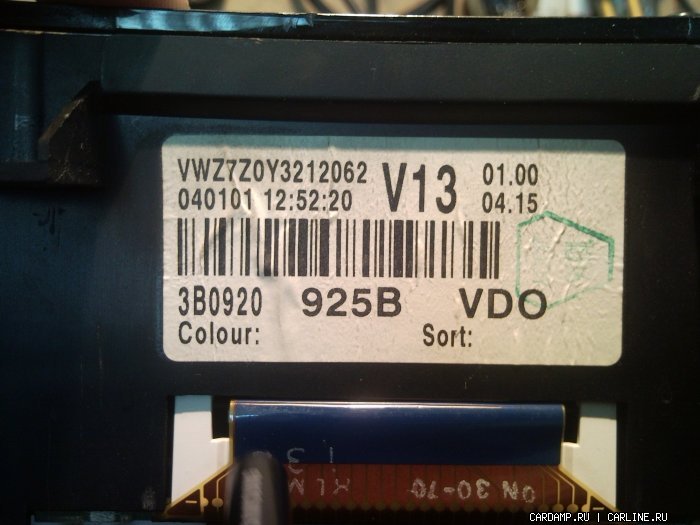 VWZ7Z0Y3212062 V13 01.00
040101 12:52:20 04.15
3B0920 925B VDO
Colour: Sort:
ON 30-70
CARDAMP.RU | CARLINE.RU